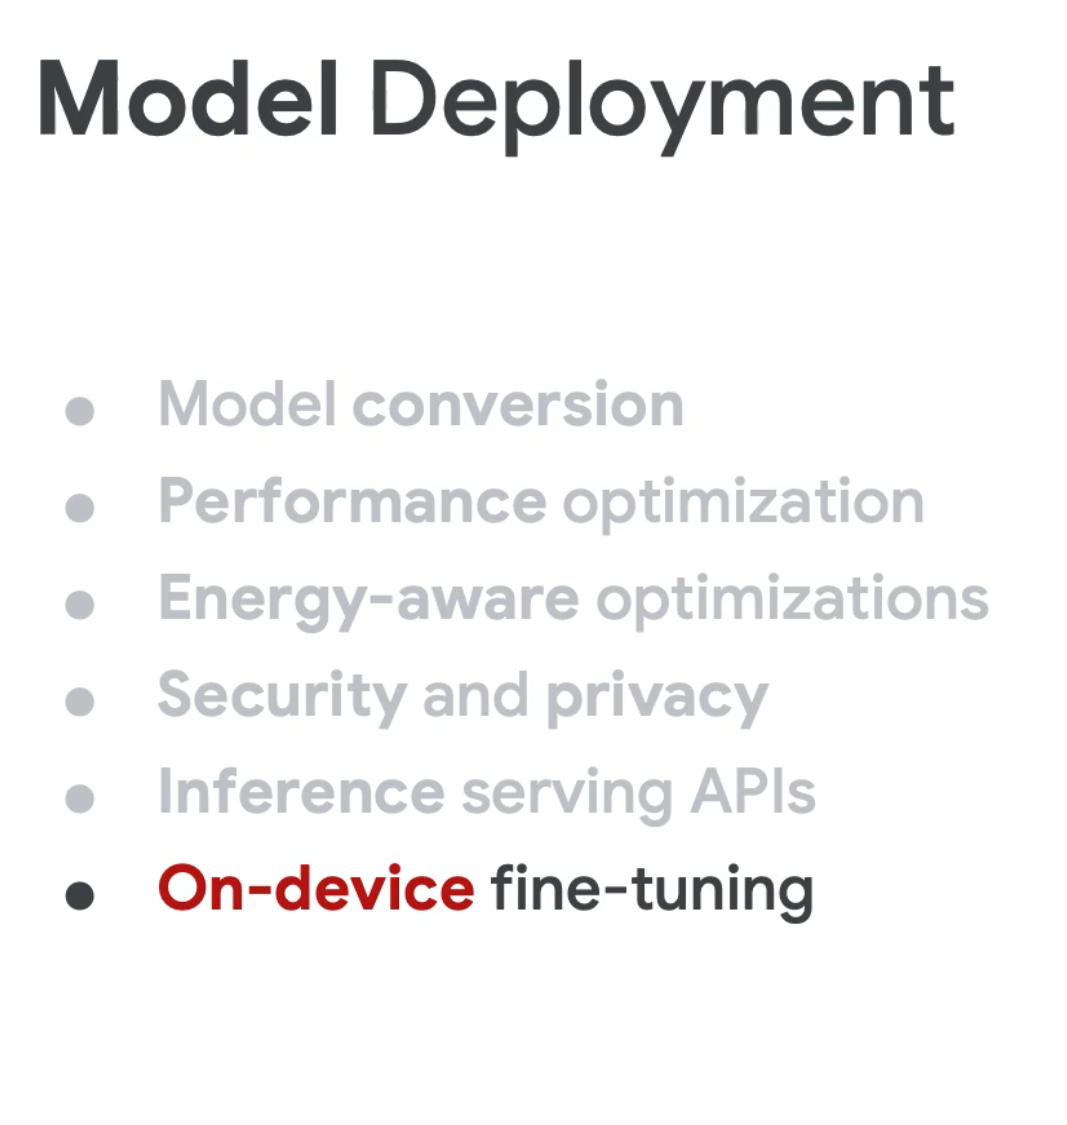 Model Deployment
● Model conversion
● Performance optimization
● Energy-aware optimizations
● Security and privacy
● Inference serving APIs
● On-device fine-tuning